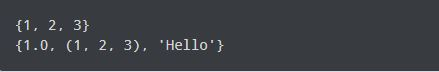 {1, 2, 3}
{1.0, (1, 2, 3), 'Hello'}